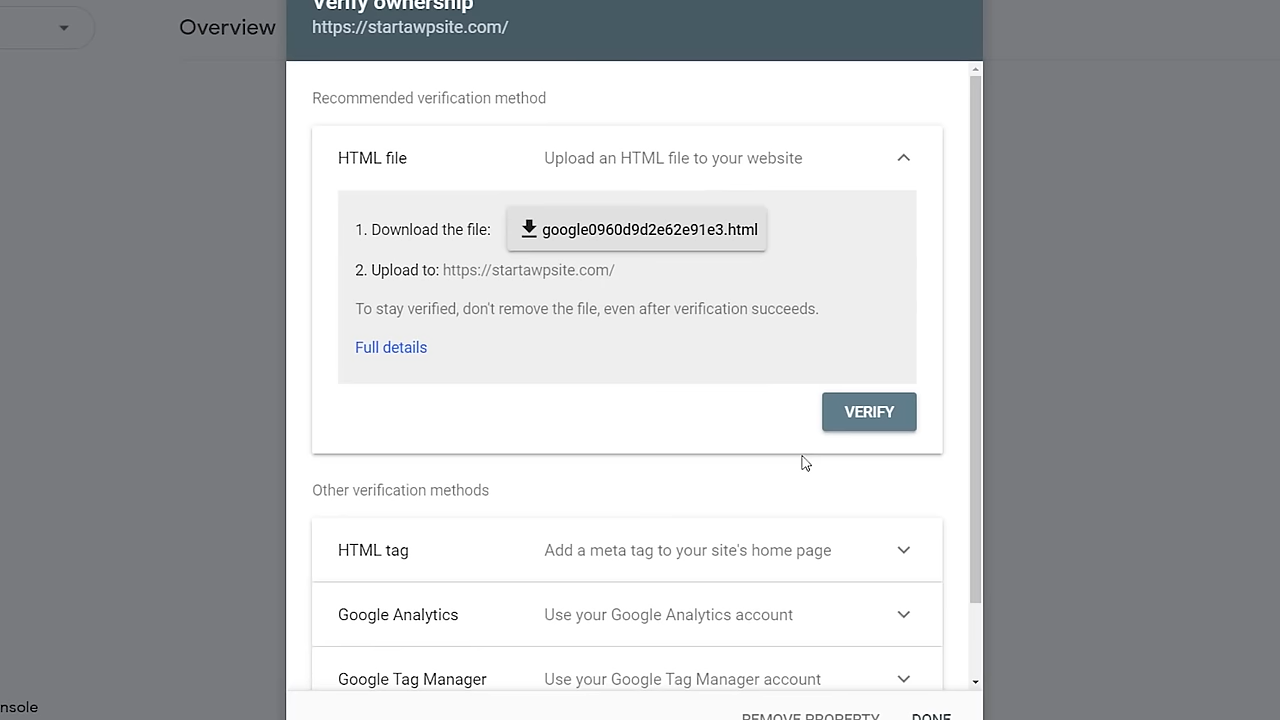 Verify ownership
https://startawpsite.com/
Overview
Recommended verification method
HTML file Upload an HTML file to your website
1. Download the file: google0960d9d2e62e91e3.html
2. Upload to: https://startawpsite.com/
To stay verified, don't remove the file, even after verification succeeds.
Full details
VERIFY
Other verification methods
HTML tag Add a meta tag to your site's home page
Google Analytics Use your Google Analytics account
Google Tag Manager Use your Google Tag Manager account
nsole
REMOVE PROPERTY DONE